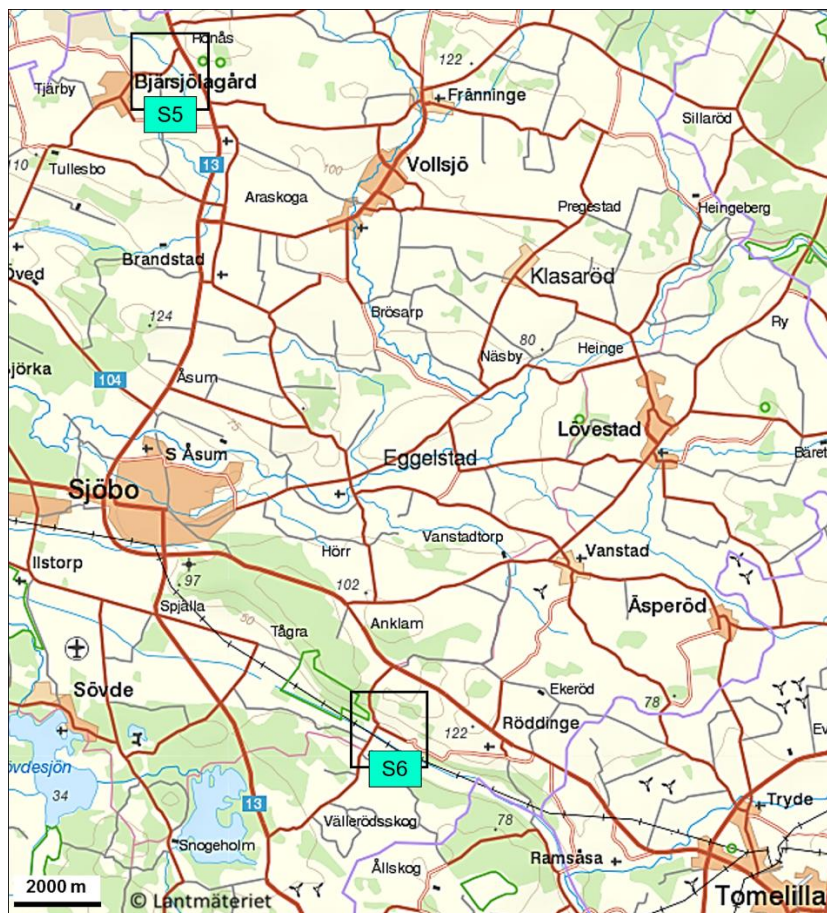 Rönås
122
Bjärsjölagård
Tjärby
Fränninge
S5
Sillaröd
13
Vollsjö
110
Tullesbo
100
Araskoga
Pregestad
Heingeberg
Brandstad
Klasaröd
124
Brösarp
Ry
80
Heinge
Näsby
104
Åsum
75
Lövestad
S Åsum
Eggelstad
Sjöbo
Vanstadtorp
Hörr
Vanstad
Ilstorp
97
102
Äsperöd
Spjälla
50
Anklam
Tågra
Sövde
Ekeröd
78
Röddinge
122
S6
34
13
Tryde
Vällerödsskog
78
Snogeholm
Ållskog
Ramsåsa
2000 m
© Lantmäteriet
Tomelilla